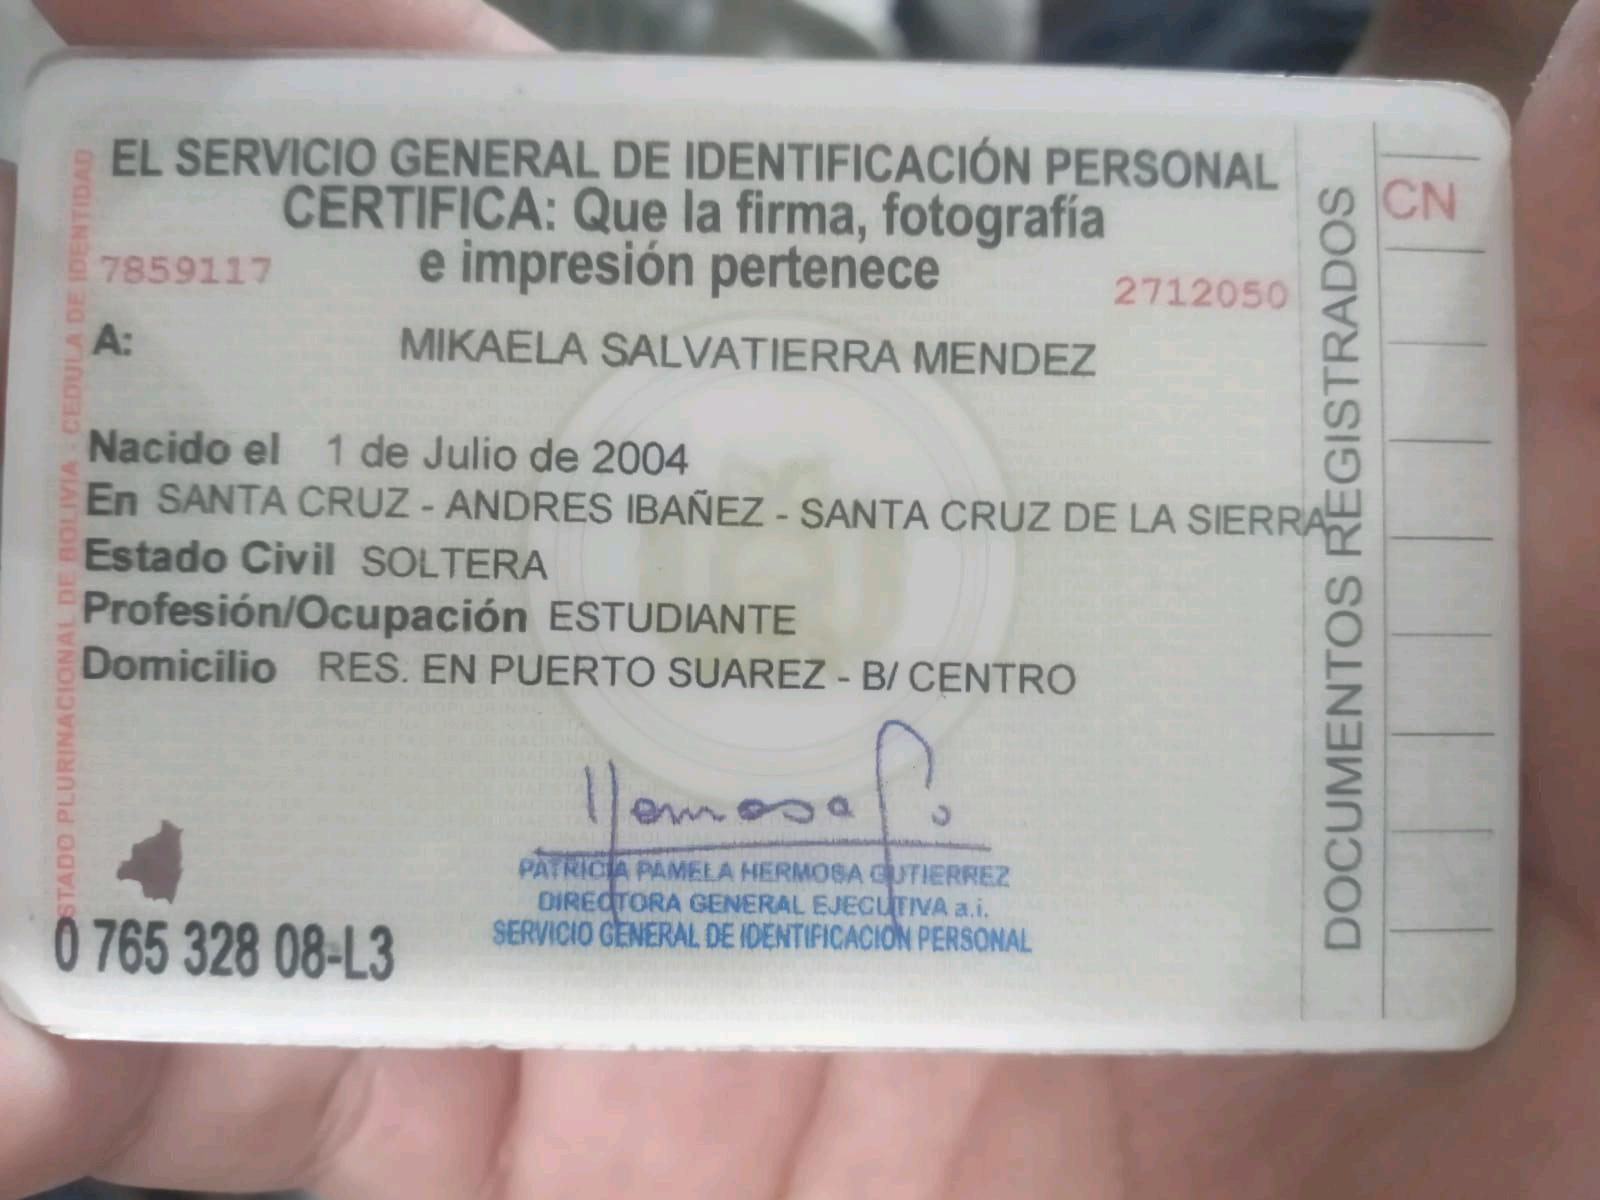 EL SERVICIO GENERAL DE IDENTIFICACIÓN PERSONAL
CERTIFICA: Que la firma, fotografía
e impresión pertenece
7859117
2712050
A: MIKAELA SALVATIERRA MENDEZ
Nacido el 1 de Julio de 2004
En SANTA CRUZ - ANDRES IBAÑEZ - SANTA CRUZ DE LA SIERRA
Estado Civil SOLTERA
Profesión/Ocupación ESTUDIANTE
Domicilio RES. EN PUERTO SUAREZ - B/ CENTRO
PATRICIA PAMELA HERMOSA GUTIERREZ
DIRECTORA GENERAL EJECUTIVA a.i.
SERVICIO GENERAL DE IDENTIFICACION PERSONAL
0 765 328 08-L3
ESTADO PLURINACIONAL DE BOLIVIA - CEDULA DE IDENTIDAD
DOCUMENTOS REGISTRADOS
CN